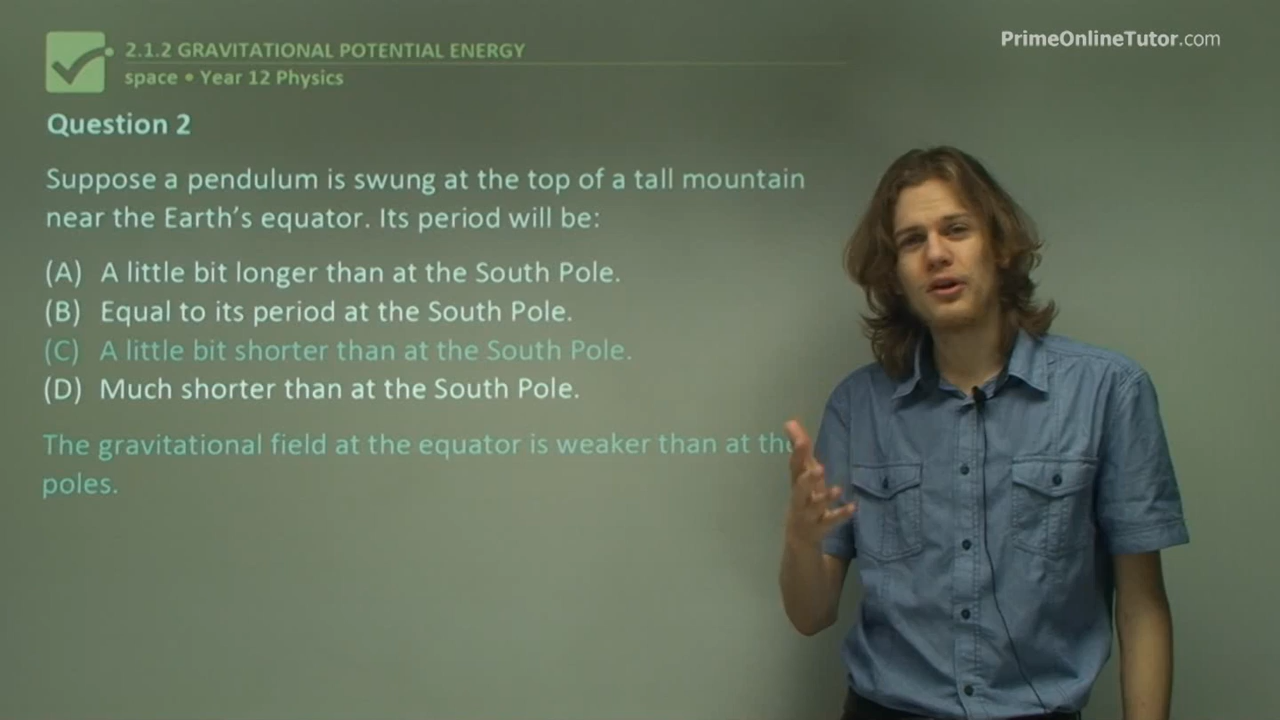 2.1.2 GRAVITATIONAL POTENTIAL ENERGY
space • Year 12 Physics
PrimeOnlineTutor.com
Question 2
Suppose a pendulum is swung at the top of a tall mountain
near the Earth's equator. Its period will be:
(A) A little bit longer than at the South Pole.
(B) Equal to its period at the South Pole.
(C) A little bit shorter than at the South Pole.
(D) Much shorter than at the South Pole.
The gravitational field at the equator is weaker than at the
poles.